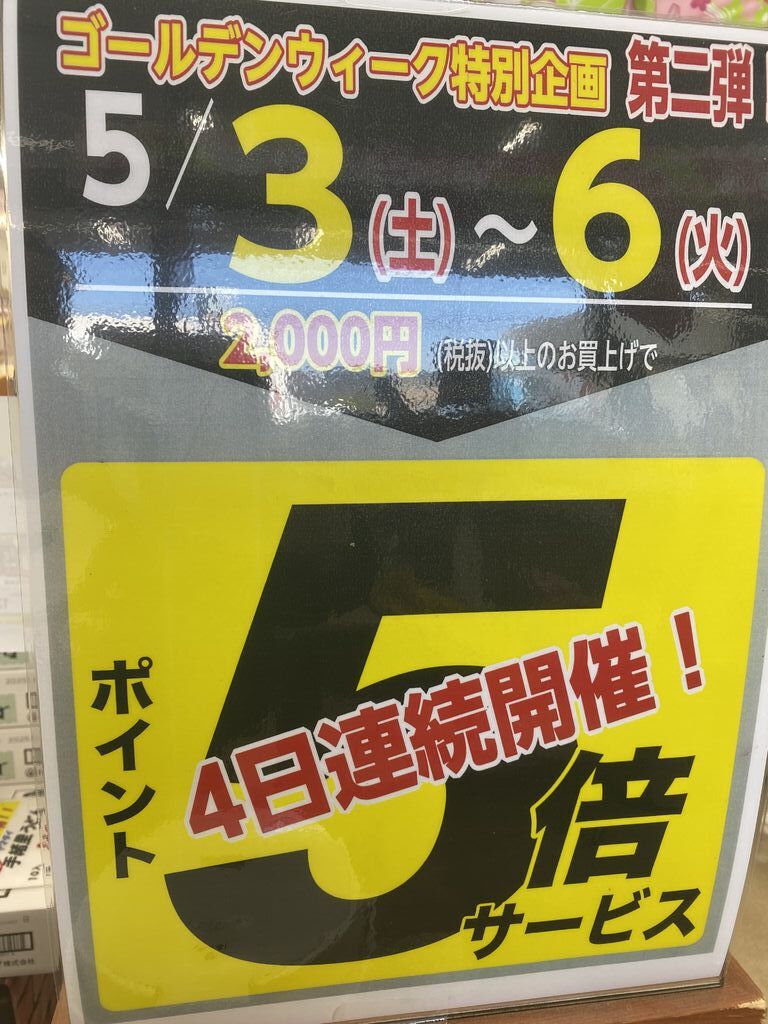 ゴールデンウィーク特別企画 第二弾
5/3(土)~6(火)
2,000円(税抜)以上のお買上げで
ポイント
5倍
4日連続開催!
サービス